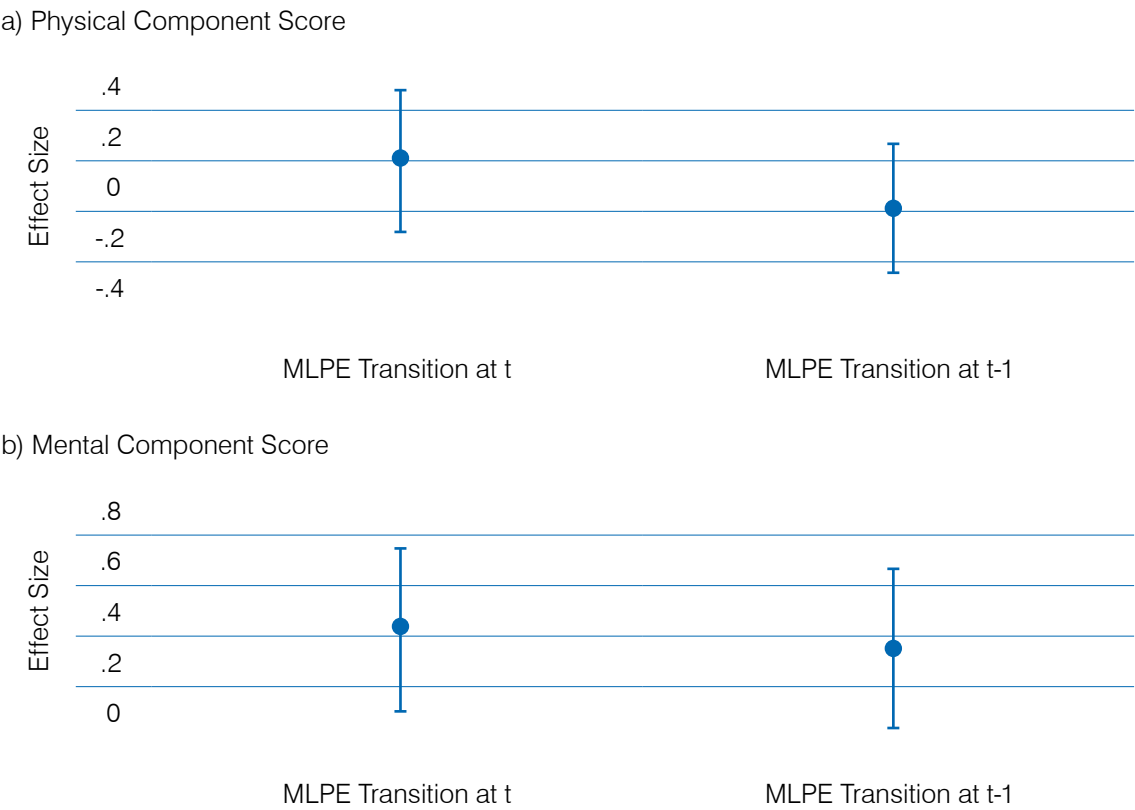 a) Physical Component Score
.4
.2
0
-.2
-.4
Effect Size
MLPE Transition at t
MLPE Transition at t-1
b) Mental Component Score
.8
.6
.4
.2
0
Effect Size
MLPE Transition at t
MLPE Transition at t-1